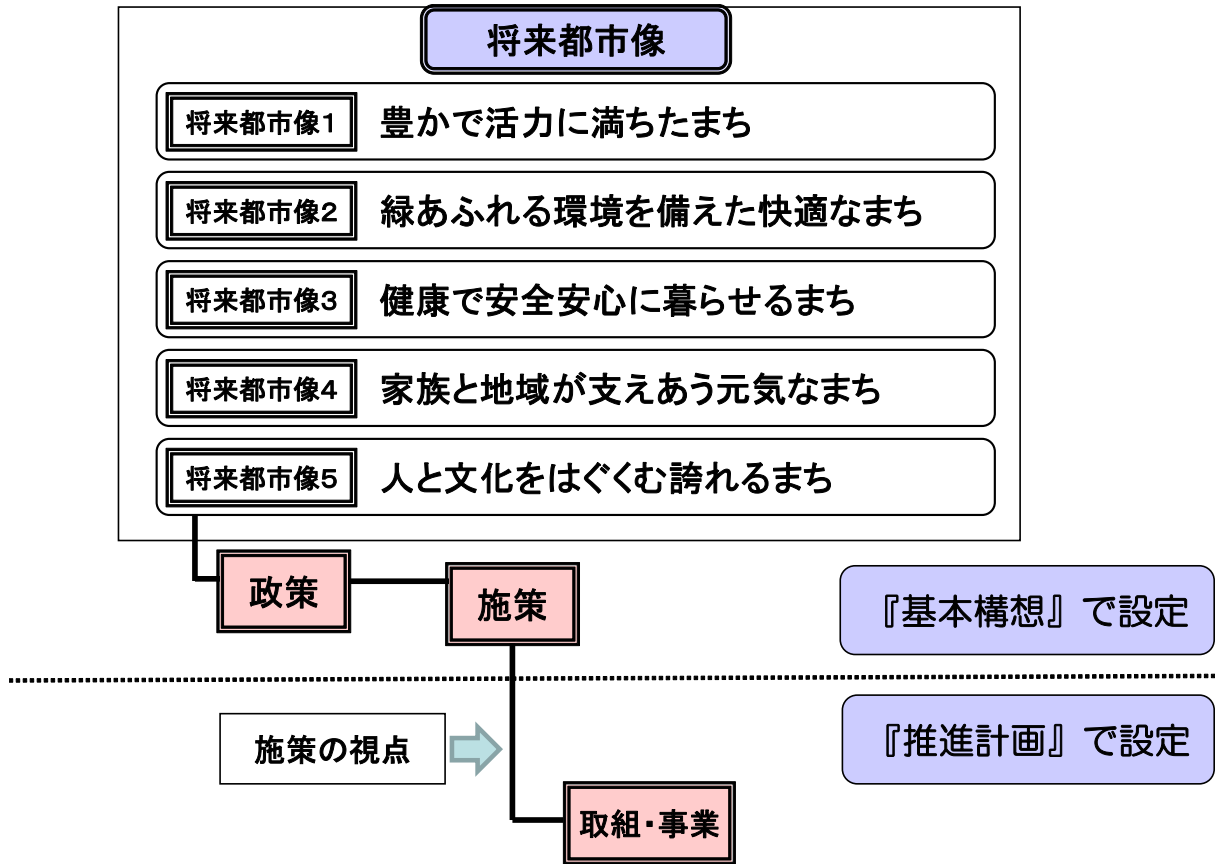 将来都市像
将来都市像1 豊かで活力に満ちたまち
将来都市像2 緑あふれる環境を備えた快適なまち
将来都市像3 健康で安全安心に暮らせるまち
将来都市像4 家族と地域が支えあう元気なまち
将来都市像5 人と文化をはぐくむ誇れるまち
政策
施策
『基本構想』で設定
施策の視点
『推進計画』で設定
取組・事業